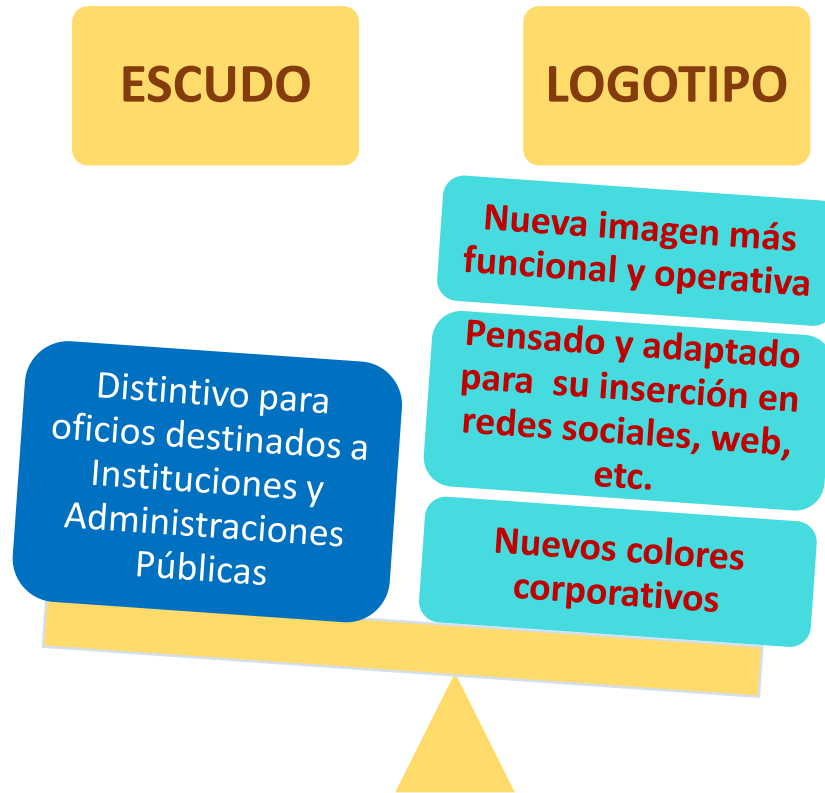 ESCUDO
LOGOTIPO
Nueva imagen más
funcional y operativa
Pensado y adaptado
para su inserción en
redes sociales, web,
etc.
Nuevos colores
corporativos
Distintivo para
oficios destinados a
Instituciones y
Administraciones
Públicas